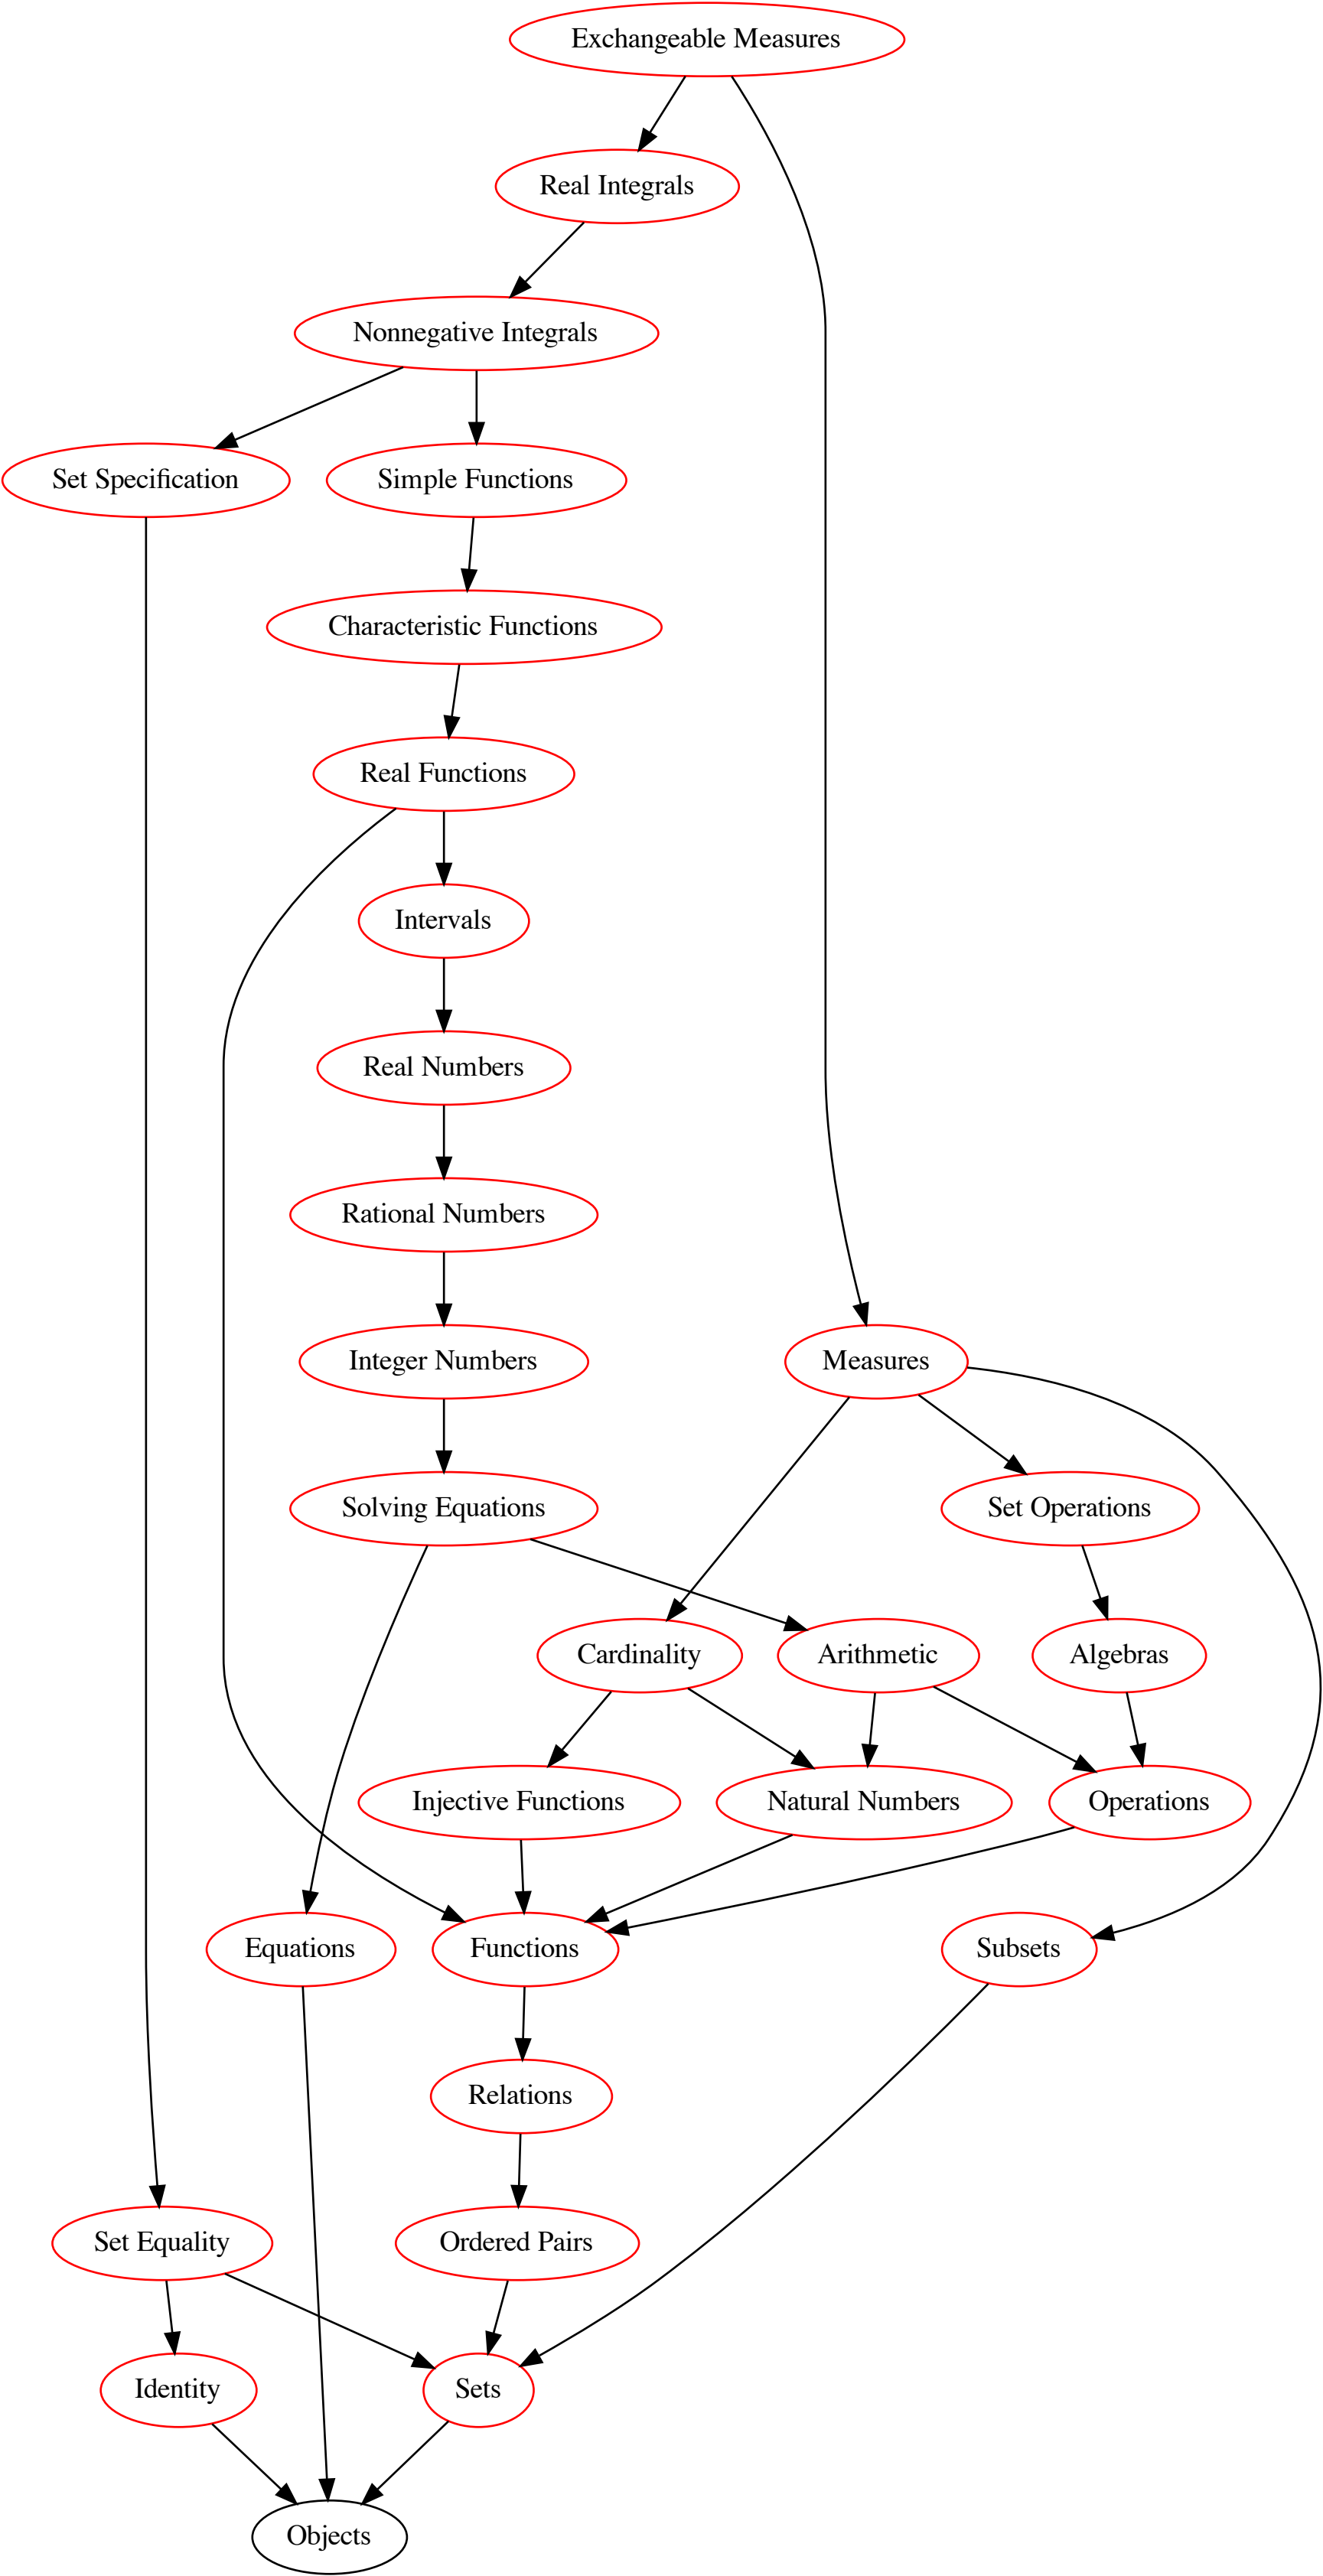 Exchangeable Measures
Real Integrals
Nonnegative Integrals
Set Specification
Simple Functions
Characteristic Functions
Real Functions
Intervals
Real Numbers
Rational Numbers
Integer Numbers
Measures
Solving Equations
Set Operations
Cardinality
Arithmetic
Algebras
Injective Functions
Natural Numbers
Operations
Equations
Functions
Subsets
Relations
Set Equality
Ordered Pairs
Identity
Sets
Objects